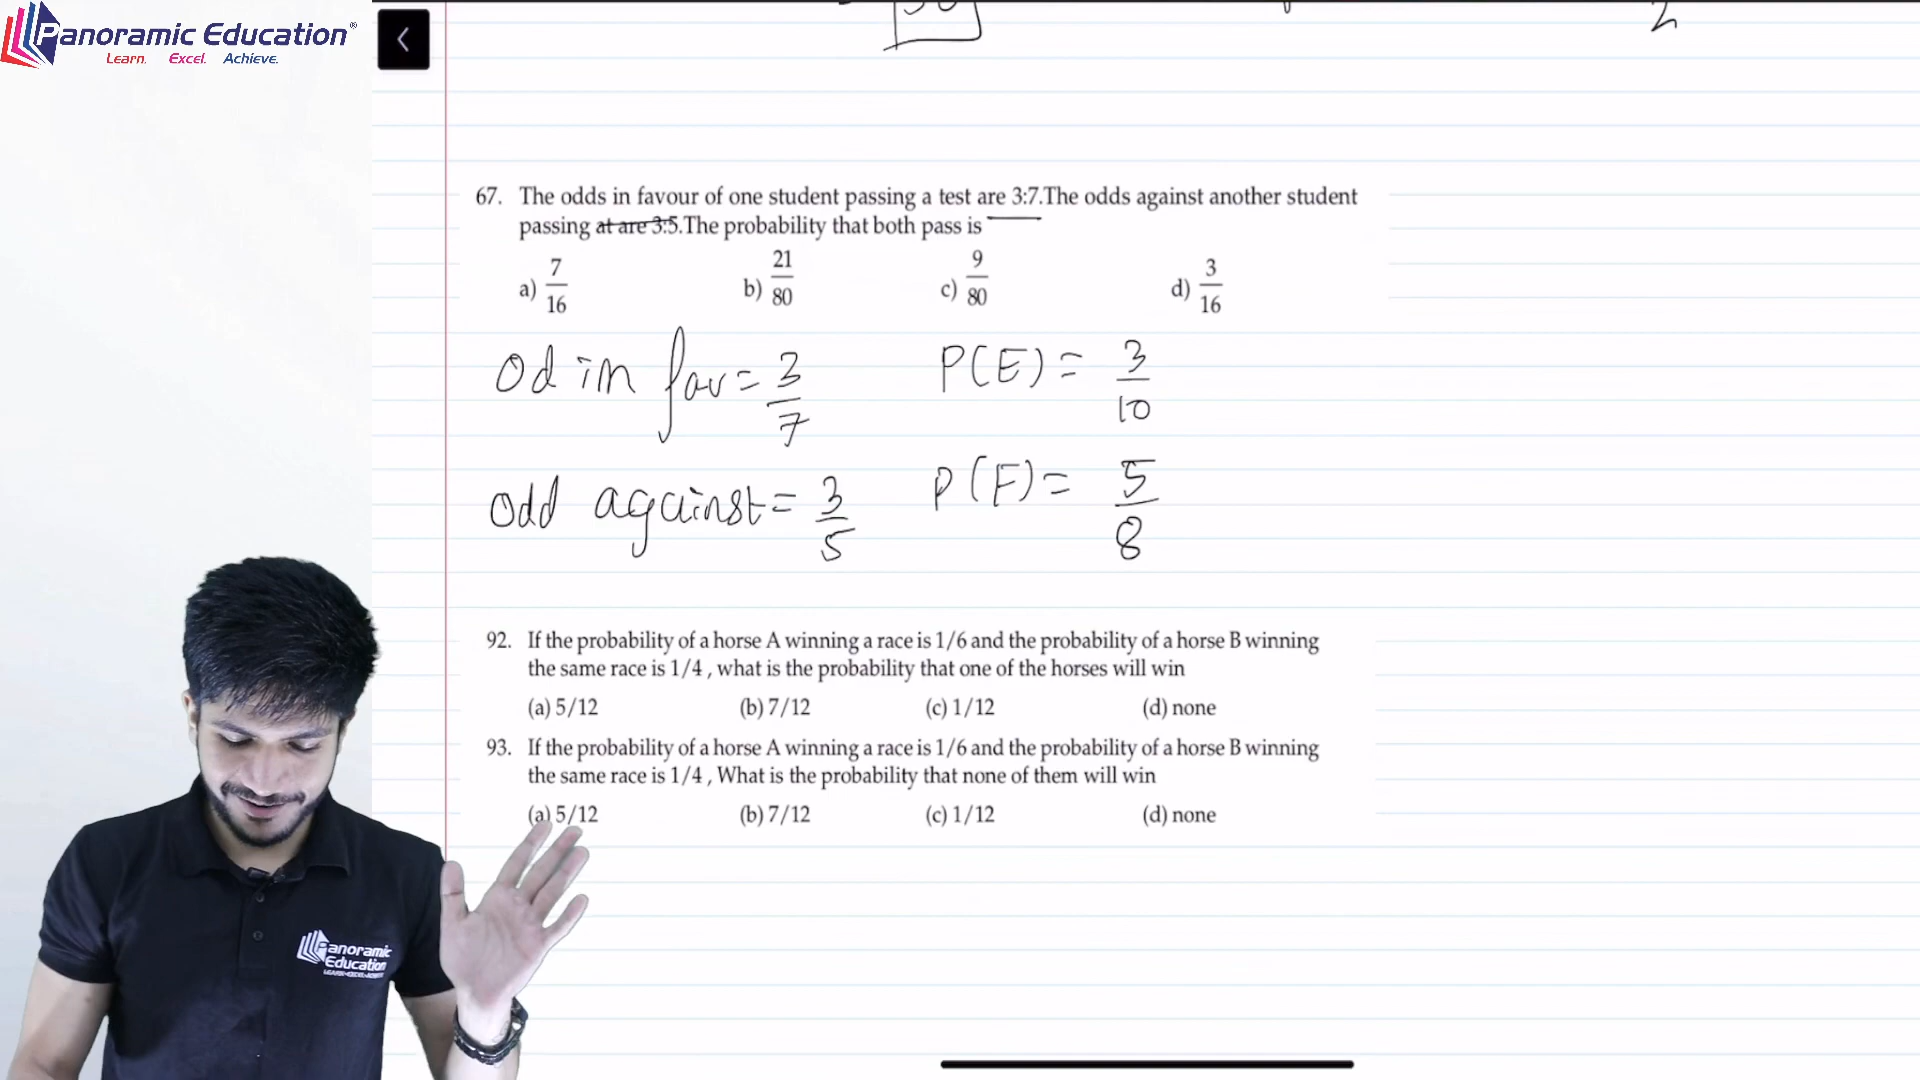 Panoramic Education®
Learn. Excel. Achieve.
2
67. The odds in favour of one student passing a test are 3:7.The odds against another student
passing at are 3:5.The probability that both pass is
a) 7/16 b) 21/80 c) 9/80 d) 3/16
Od in fav = 3/7 P(E) = 3/10
Odd against = 3/5 P(F) = 5/8
92. If the probability of a horse A winning a race is 1/6 and the probability of a horse B winning
the same race is 1/4 , what is the probability that one of the horses will win
(a) 5/12 (b) 7/12 (c) 1/12 (d) none
93. If the probability of a horse A winning a race is 1/6 and the probability of a horse B winning
the same race is 1/4 , What is the probability that none of them will win
(a) 5/12 (b) 7/12 (c) 1/12 (d) none
Panoramic
Education
LEARN•EXCEL•ACHIEVE